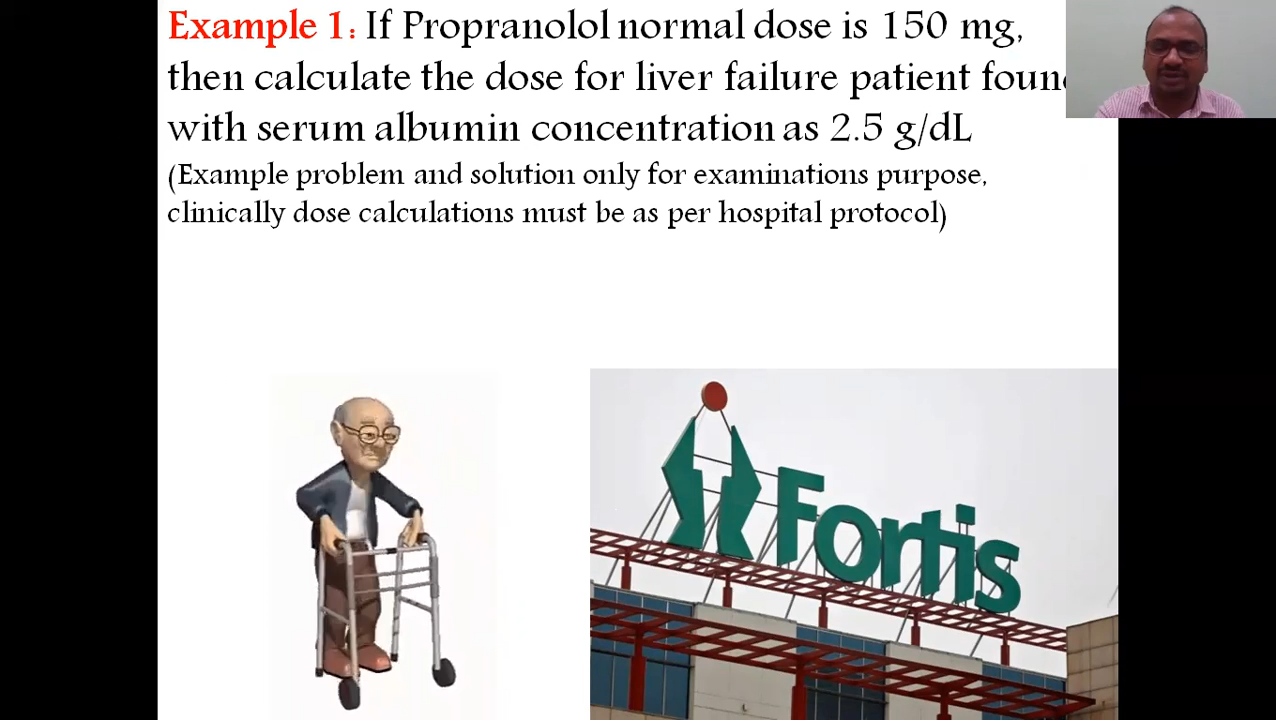 Example 1: If Propranolol normal dose is 150 mg,
then calculate the dose for liver failure patient
with serum albumin concentration as 2.5 g/dL
(Example problem and solution only for examinations purpose,
clinically dose calculations must be as per hospital protocol)
Fortis